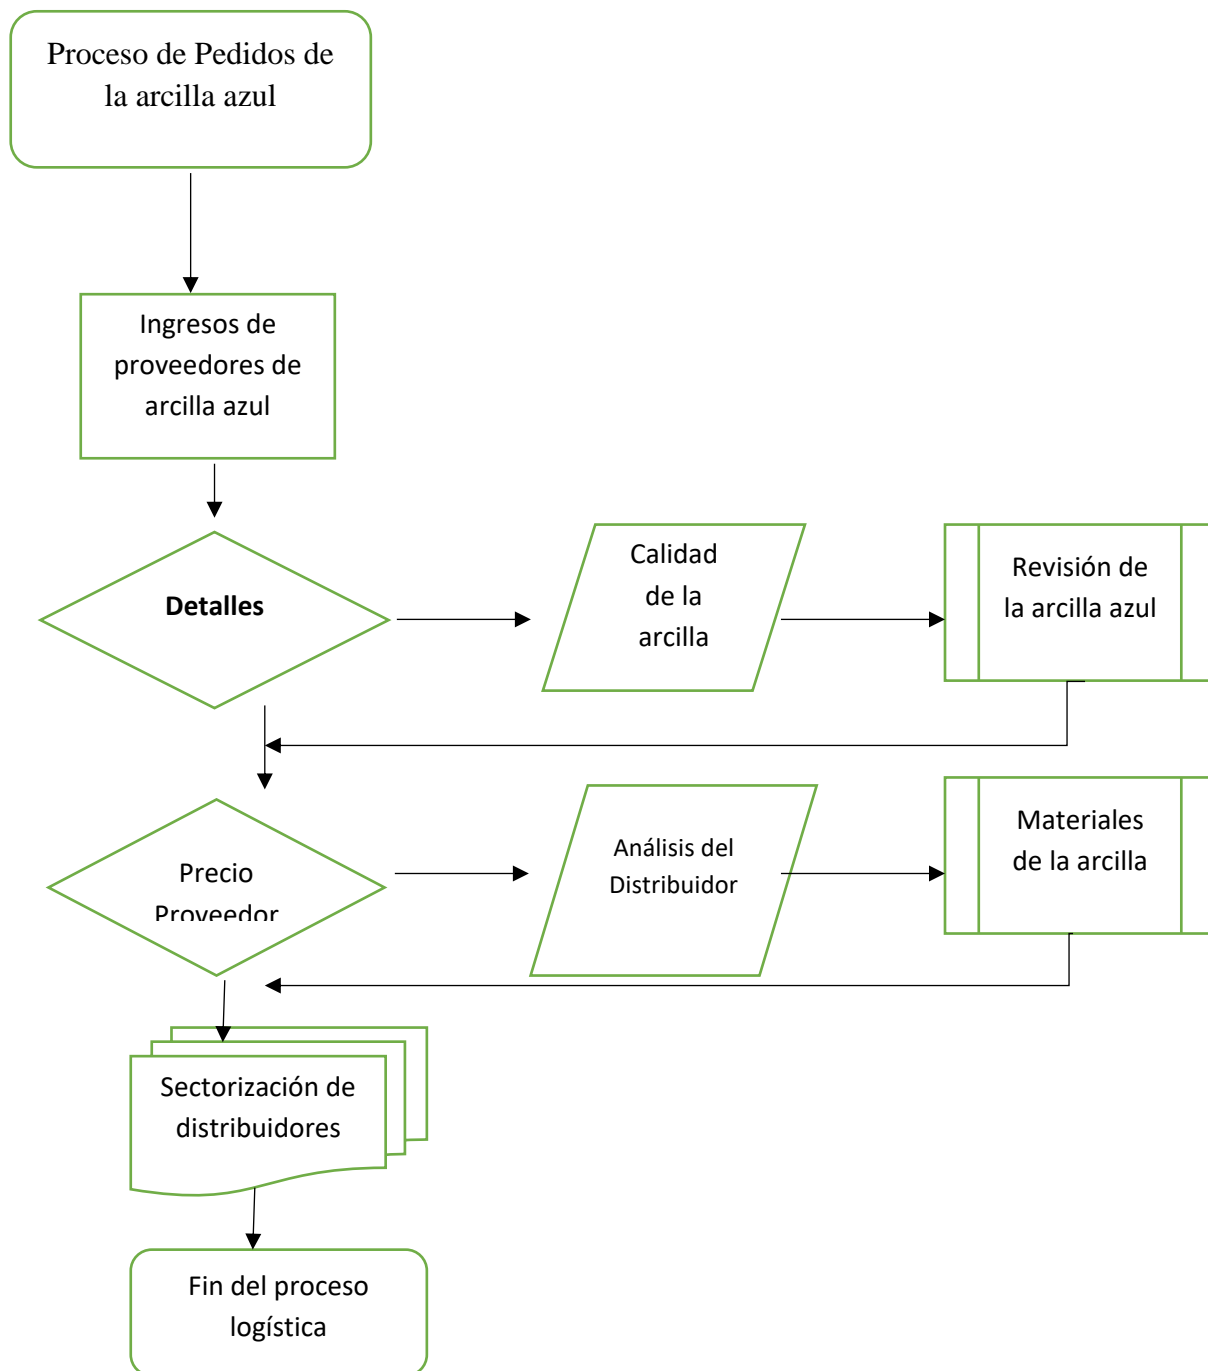 Proceso de Pedidos de
la arcilla azul
Ingresos de
proveedores de
arcilla azul
Detalles
Calidad
de la
arcilla
Revisión de
la arcilla azul
Precio
Proveedor
Análisis del
Distribuidor
Materiales
de la arcilla
Sectorización de
distribuidores
Fin del proceso
logística